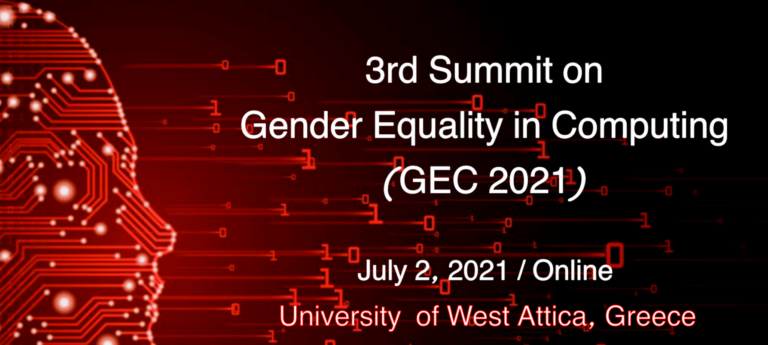 3rd Summit on
Gender Equality in Computing
(GEC 2021)
July 2, 2021 / Online
University of West Attica, Greece